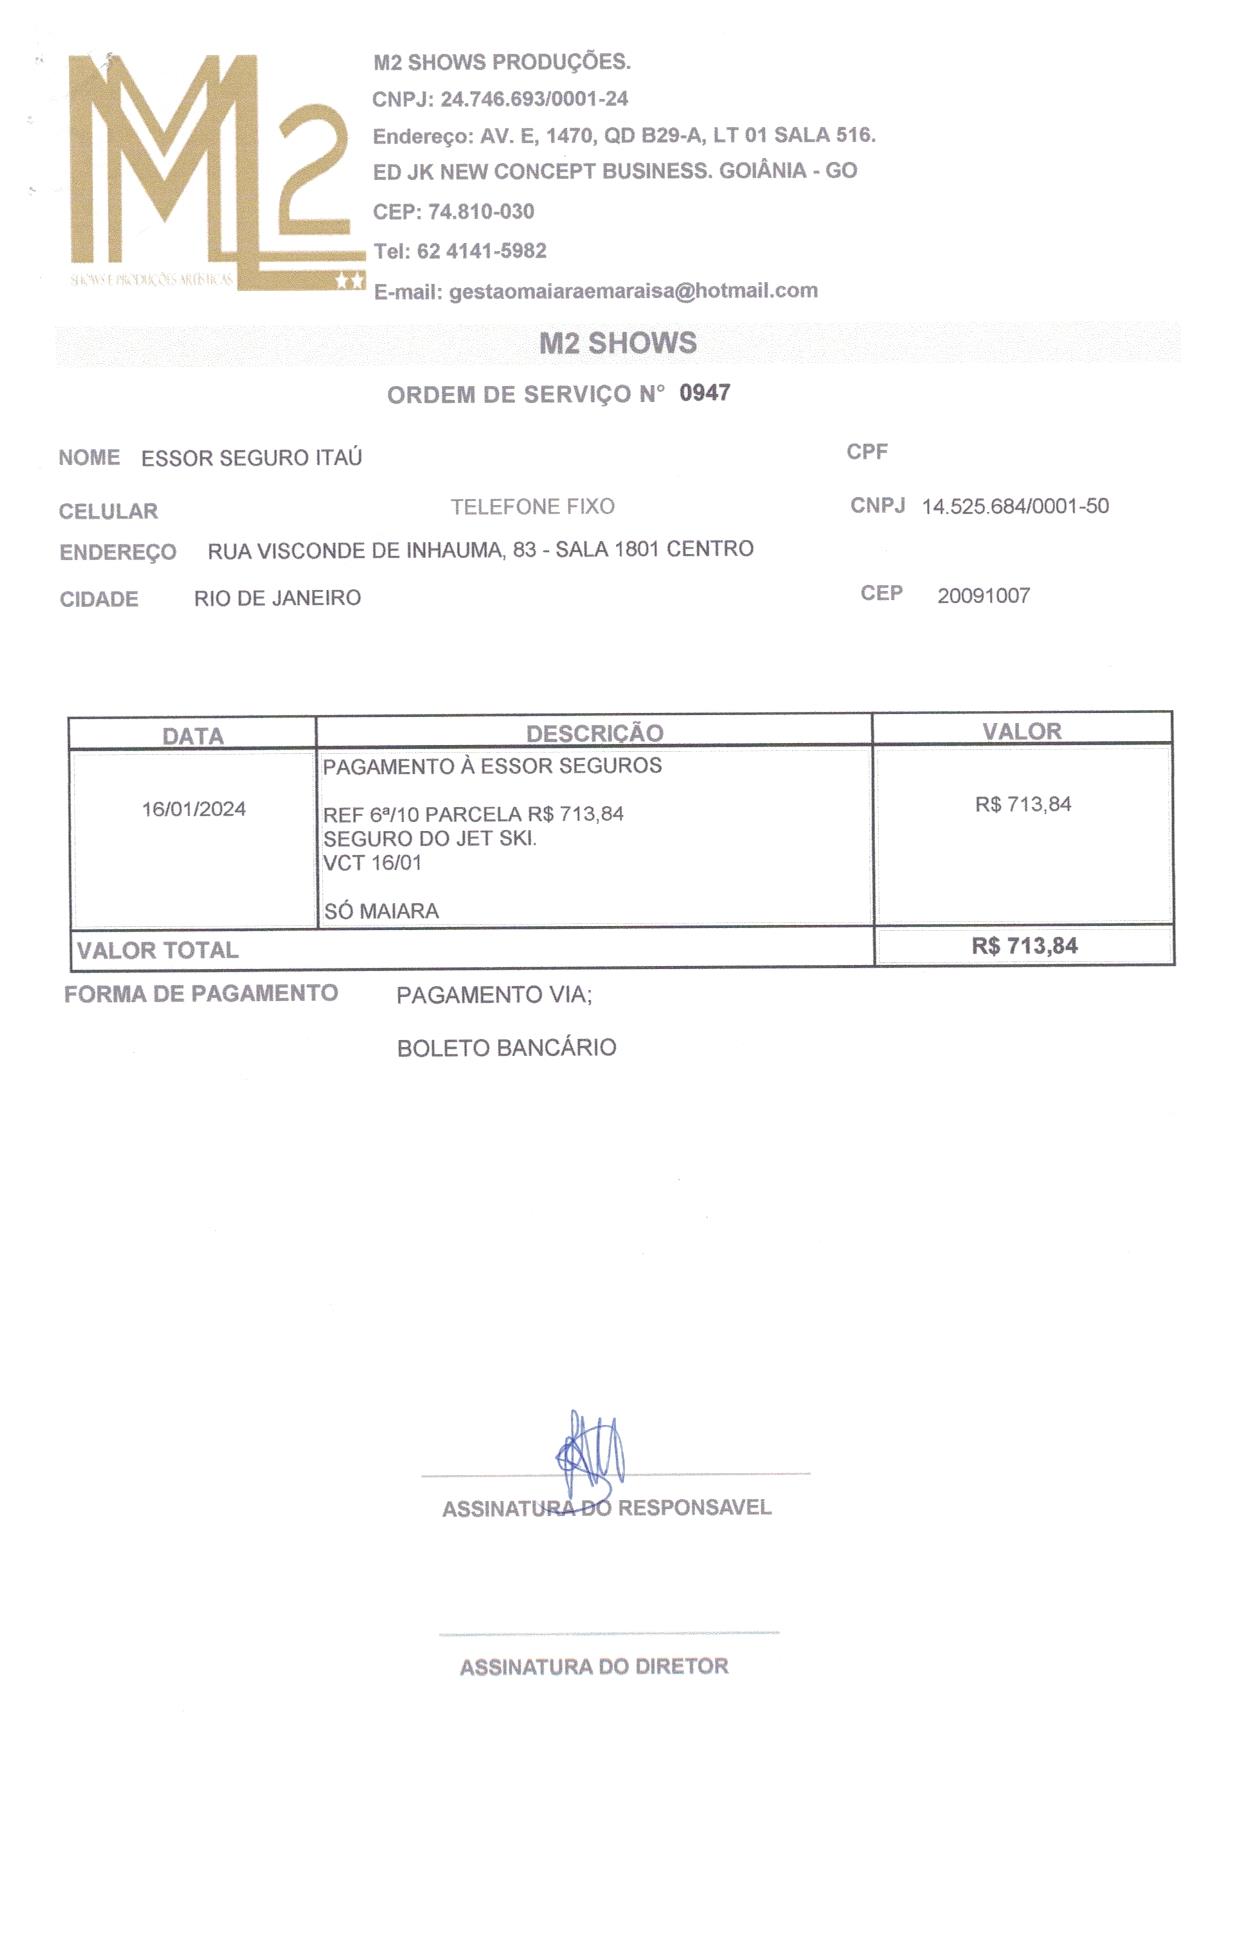 M2
SHOWS E PRODUÇÕES ARTÍSTICAS
M2 SHOWS PRODUÇÕES.
CNPJ: 24.746.693/0001-24
Endereço: AV. E, 1470, QD B29-A, LT 01 SALA 516.
ED JK NEW CONCEPT BUSINESS. GOIÂNIA - GO
CEP: 74.810-030
Tel: 62 4141-5982
E-mail: gestaomaiaraemaraisa@hotmail.com
M2 SHOWS
ORDEM DE SERVIÇO N° 0947
NOME ESSOR SEGURO ITAÚ CPF
CELULAR TELEFONE FIXO CNPJ 14.525.684/0001-50
ENDEREÇO RUA VISCONDE DE INHAUMA, 83 - SALA 1801 CENTRO
CIDADE RIO DE JANEIRO CEP 20091007
DATA DESCRIÇÃO VALOR
PAGAMENTO À ESSOR SEGUROS
16/01/2024 REF 6ª/10 PARCELA R$ 713,84 R$ 713,84
SEGURO DO JET SKI.
VCT 16/01
SÓ MAIARA
VALOR TOTAL R$ 713,84
FORMA DE PAGAMENTO PAGAMENTO VIA;
BOLETO BANCÁRIO
ASSINATURA DO RESPONSAVEL
ASSINATURA DO DIRETOR